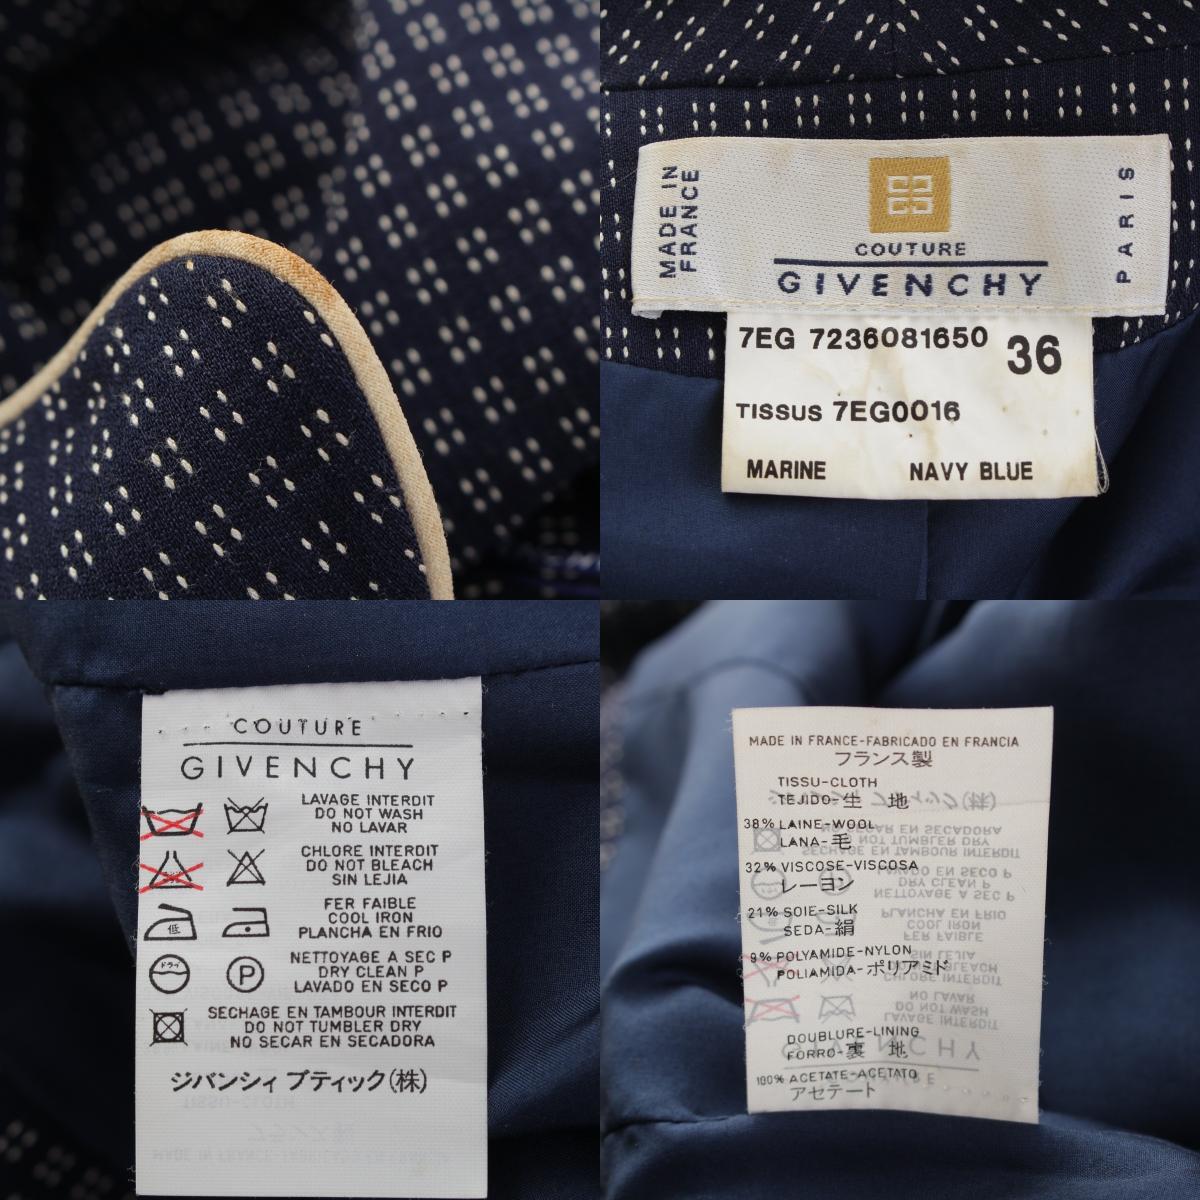 MADE IN
FRANCE
COUTURE
GIVENCHY
PARIS
7EG 7236081650
36
TISSUS 7EG0016
MARINE NAVY BLUE
COUTURE
GIVENCHY
LAVAGE INTERDIT
DO NOT WASH
NO LAVAR
CHLORE INTERDIT
DO NOT BLEACH
SIN LEJIA
低
FER FAIBLE
COOL IRON
PLANCHA EN FRIO
ドライ
P
NETTOYAGE A SEC P
DRY CLEAN P
LAVADO EN SECO P
SECHAGE EN TAMBOUR INTERDIT
DO NOT TUMBLER DRY
NO SECAR EN SECADORA
ジバンシィ ブティック(株)
MADE IN FRANCE-FABRICADO EN FRANCIA
フランス製
TISSU-CLOTH
TEJIDO-生 地
38% LAINE-WOOL
LANA-毛
32% VISCOSE-VISCOSA
レーヨン
21% SOIE-SILK
SEDA-絹
9% POLYAMIDE-NYLON
POLIAMIDA-ポリアミド
DOUBLURE-LINING
FORRO-裏 地
100% ACETATE-ACETATO
アセテート